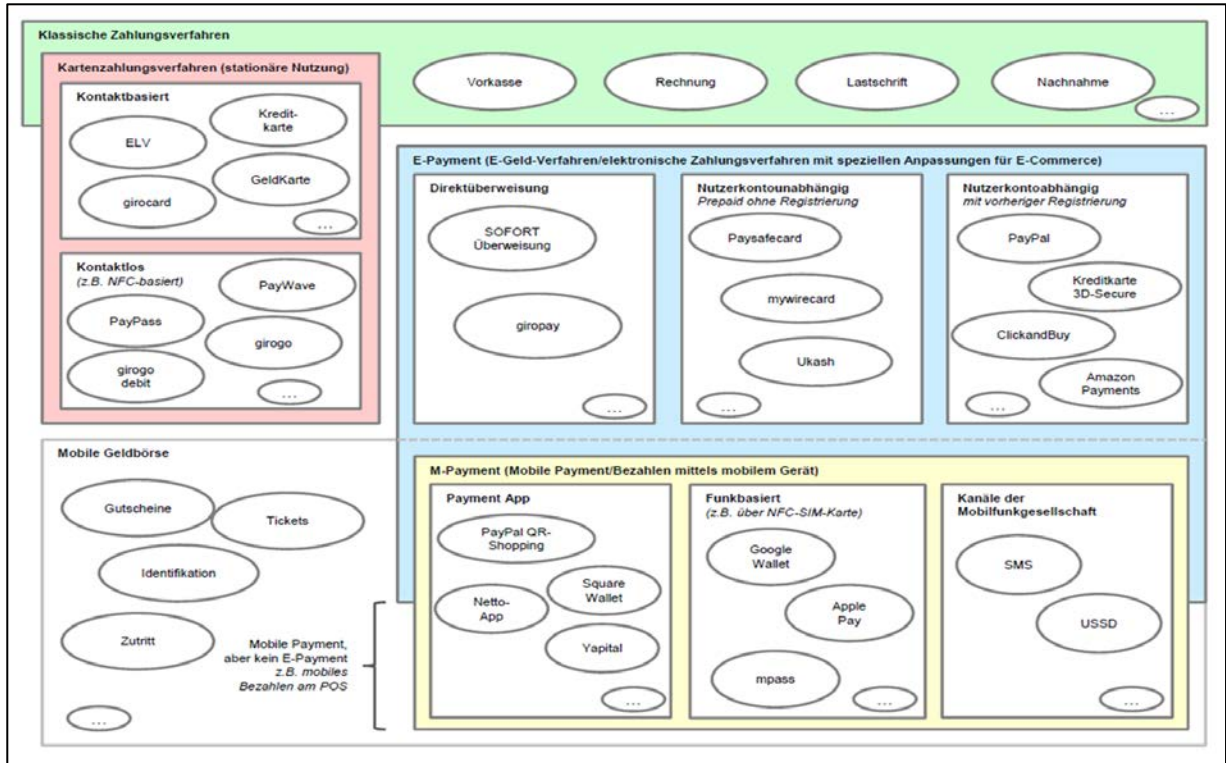 Klassische Zahlungsverfahren
Kartenzahlungsverfahren (stationäre Nutzung)
Kontaktbasiert
ELV
Kredit-
karte
girocard
GeldKarte
...
Kontaktlos
(z.B. NFC-basiert)
PayWave
PayPass
girogo
girogo
debit
...
Vorkasse
Rechnung
Lastschrift
Nachnahme
...
E-Payment (E-Geld-Verfahren/elektronische Zahlungsverfahren mit speziellen Anpassungen für E-Commerce)
Direktüberweisung
SOFORT
Überweisung
giropay
...
Nutzerkontounabhängig
Prepaid ohne Registrierung
Paysafecard
mywirecard
Ukash
...
Nutzerkontoabhängig
mit vorheriger Registrierung
PayPal
Kreditkarte
3D-Secure
ClickandBuy
Amazon
Payments
...
Mobile Geldbörse
Gutscheine
Tickets
Identifikation
Zutritt
...
Mobile Payment,
aber kein E-Payment
z.B. mobiles
Bezahlen am POS
M-Payment (Mobile Payment/Bezahlen mittels mobilem Gerät)
Payment App
PayPal QR-
Shopping
Square
Wallet
Netto-
App
Yapital
...
Funkbasiert
(z.B. über NFC-SIM-Karte)
Google
Wallet
Apple
Pay
mpass
...
Kanäle der
Mobilfunkgesellschaft
SMS
USSD
...